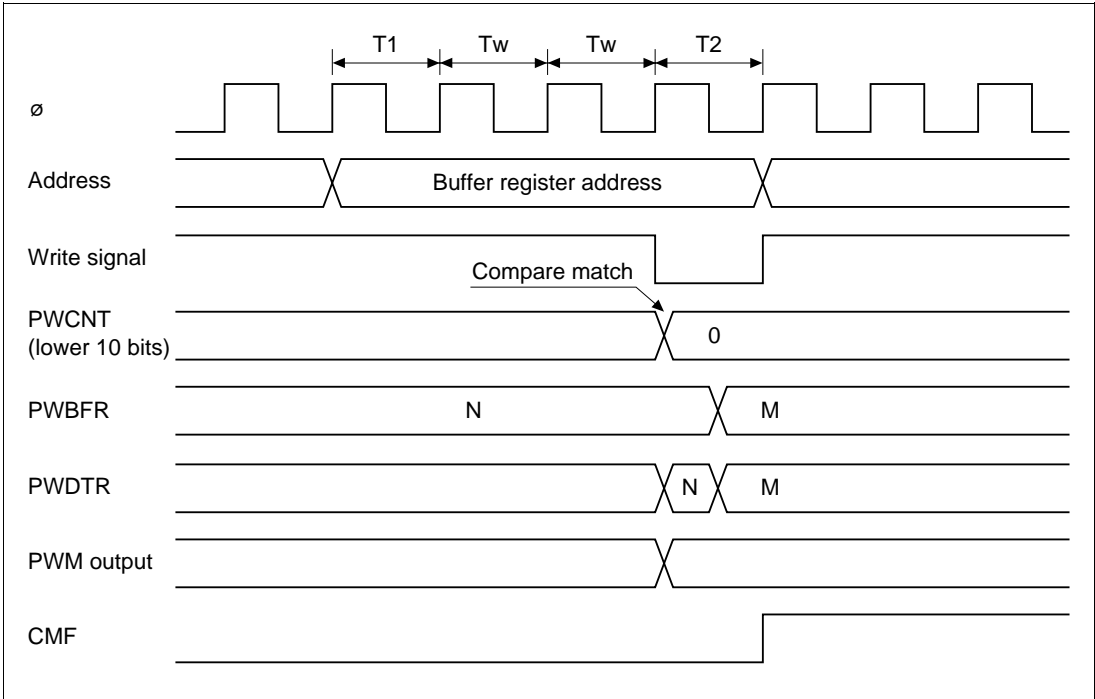 T1 Tw Tw T2
ø
Address Buffer register address
Write signal
Compare match
PWCNT
(lower 10 bits) 0
PWBFR N M
PWDTR N M
PWM output
CMF